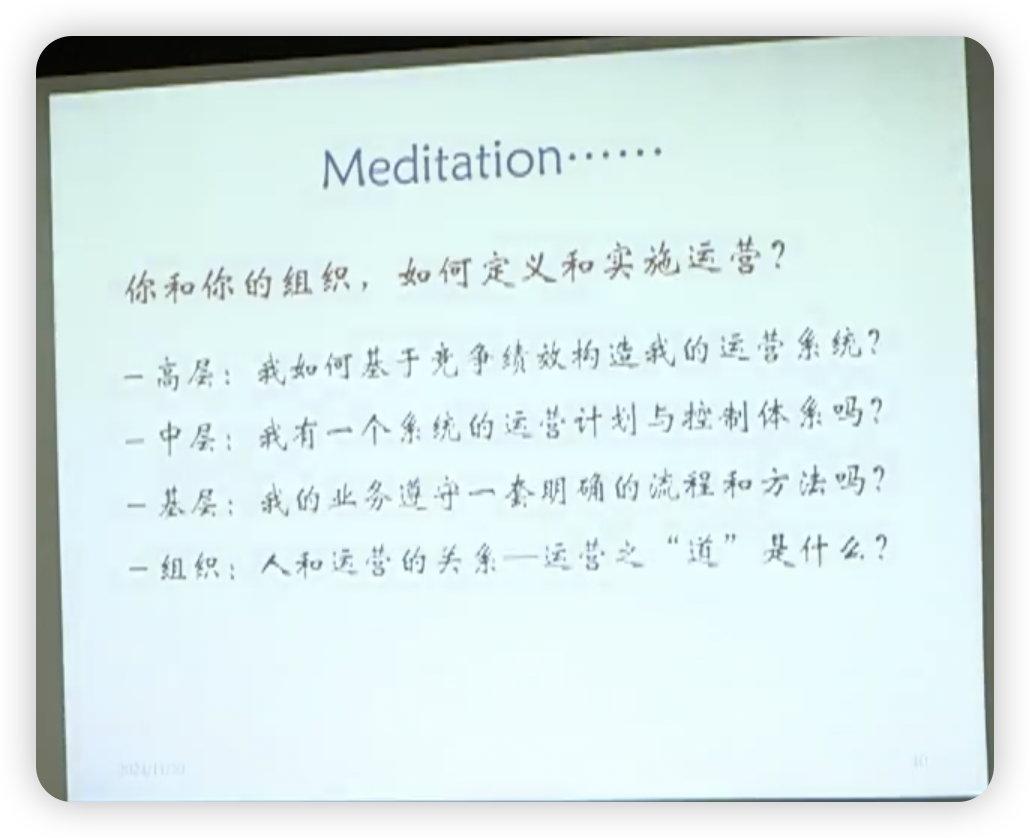 Meditation······
你和你的组织，如何定义和实施运营？
– 高层：我如何基于竞争绩效构造我的运营系统？
– 中层：我有一个系统的运营计划与控制体系吗？
– 基层：我的业务遵守一套明确的流程和方法吗？
– 组织：人和运营的关系——运营之“道”是什么？